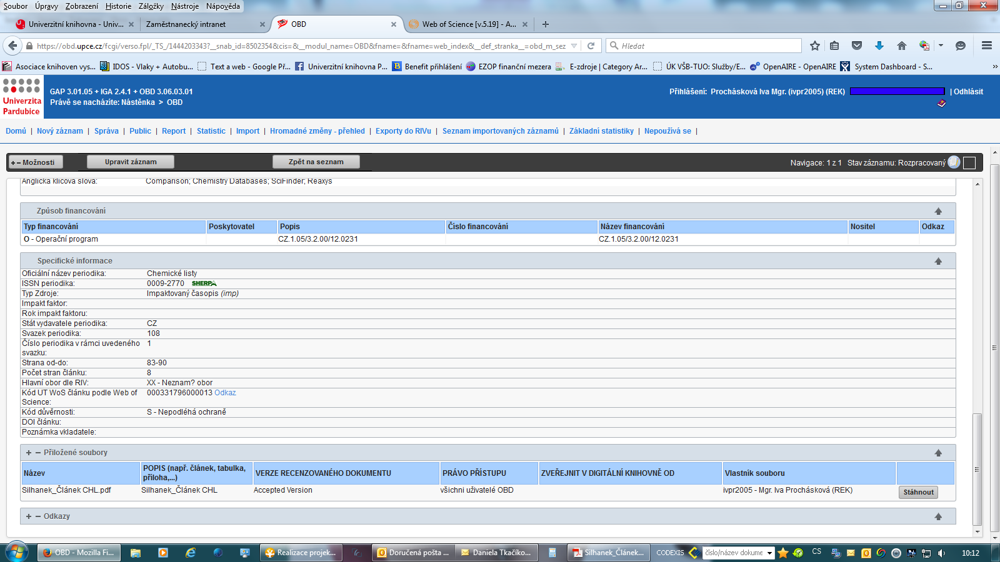 Soubor Úpravy Zobrazení Historie Záložky Nástroje Nápověda
Univerzitní knihovna - Univ... Zaměstnanecký intranet OBD Web of Science [v.5.19] - A...
https://obd.upce.cz/fcgi/verso.fpl/_TS_/1444203343?__snab_id=8502354&cis=&__modul_name=OBD&fname=&fname=web_index&__def_stranka__=obd_m_sez Hledat
Asociace knihoven vys... IDOS - Vlaky + Autobu... Text a web - Google Př... Univerzitní knihovna P... Benefit přihlášení EZOP finanční mezera E-zdroje | Category Ar... ÚK VŠB-TUO: Služby/E... OpenAIRE - OpenAIRE System Dashboard - S...
Univerzita
Pardubice
GAP 3.01.05 + IGA 2.4.1 + OBD 3.06.03.01
Právě se nacházíte: Nástěnka > OBD
Přihlášení: Prochásková Iva Mgr. (ivpr2005) (REK) | Odhlásit
Domů | Nový záznam | Správa | Public | Report | Statistic | Import | Hromadné změny - přehled | Exporty do RIVu | Seznam importovaných záznamů | Základní statistiky | Nepoužívá se |
+− Možnosti Upravit záznam Zpět na seznam Navigace: 1 z 1 Stav záznamu: Rozpracovaný
Anglická klíčová slova: Comparison; Chemistry Databases; SciFinder; Reaxys
Způsob financování
Typ financování Poskytovatel Popis Číslo financování Název financování Nositel Odkaz
O - Operační program CZ.1.05/3.2.00/12.0231 CZ.1.05/3.2.00/12.0231
Specifické informace
Oficiální název periodika: Chemické listy
ISSN periodika: 0009-2770 SHERPA
Typ Zdroje: Impaktovaný časopis (imp)
Impakt faktor:
Rok impakt faktoru:
Stát vydavatele periodika: CZ
Svazek periodika: 108
Číslo periodika v rámci uvedeného 1
svazku:
Strana od-do: 83-90
Počet stran článku: 8
Hlavní obor dle RIV: XX - Neznam? obor
Kód UT WoS článku podle Web of 000331796000013 Odkaz
Science:
Kód důvěrnosti: S - Nepodléhá ochraně
DOI článku:
Poznámka vkladatele:
+ − Přiložené soubory
Název POPIS (např. článek, tabulka, příloha,...) VERZE RECENZOVANÉHO DOKUMENTU PRÁVO PŘÍSTUPU ZVEŘEJNIT V DIGITÁLNÍ KNIHOVNĚ OD Vlastník souboru
Silhanek_Článek CHL.pdf Silhanek_Článek CHL Accepted Version všichni uživatelé OBD ivpr2005 - Mgr. Iva Prochásková (REK) Stáhnout
+ − Odkazy
OBD - Mozilla Fi... Realizace projek... Doručená pošta ... Daniela Tkačíko... Silhanek_Článek... CODEXIS číslo/název dokume CS 10:12